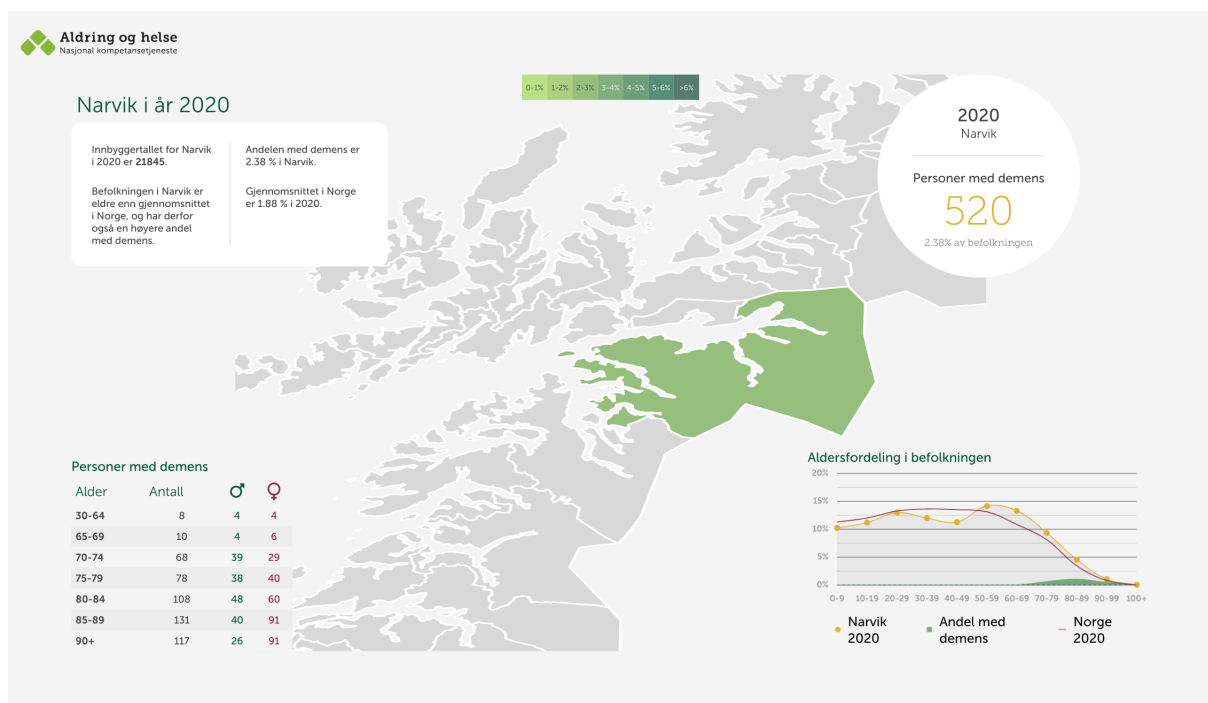 Aldring og helse
Nasjonal kompetansetjeneste
Narvik i år 2020
Innbyggertallet for Narvik
i 2020 er 21845.
Befolkningen i Narvik er
eldre enn gjennomsnittet
i Norge, og har derfor
også en høyere andel
med demens.
Andelen med demens er
2.38 % i Narvik.
Gjennomsnittet i Norge
er 1.88 % i 2020.
0-1% 1-2% 2-3% 3-4% 4-5% 5-6% >6%
2020
Narvik
Personer med demens
520
2.38% av befolkningen
Personer med demens
Alder Antall ♂ ♀
30-64 8 4 4
65-69 10 4 6
70-74 68 39 29
75-79 78 38 40
80-84 108 48 60
85-89 131 40 91
90+ 117 26 91
Aldersfordeling i befolkningen
20%
15%
10%
5%
0%
0-9 10-19 20-29 30-39 40-49 50-59 60-69 70-79 80-89 90-99 100+
Narvik
2020
Andel med
demens
Norge
2020